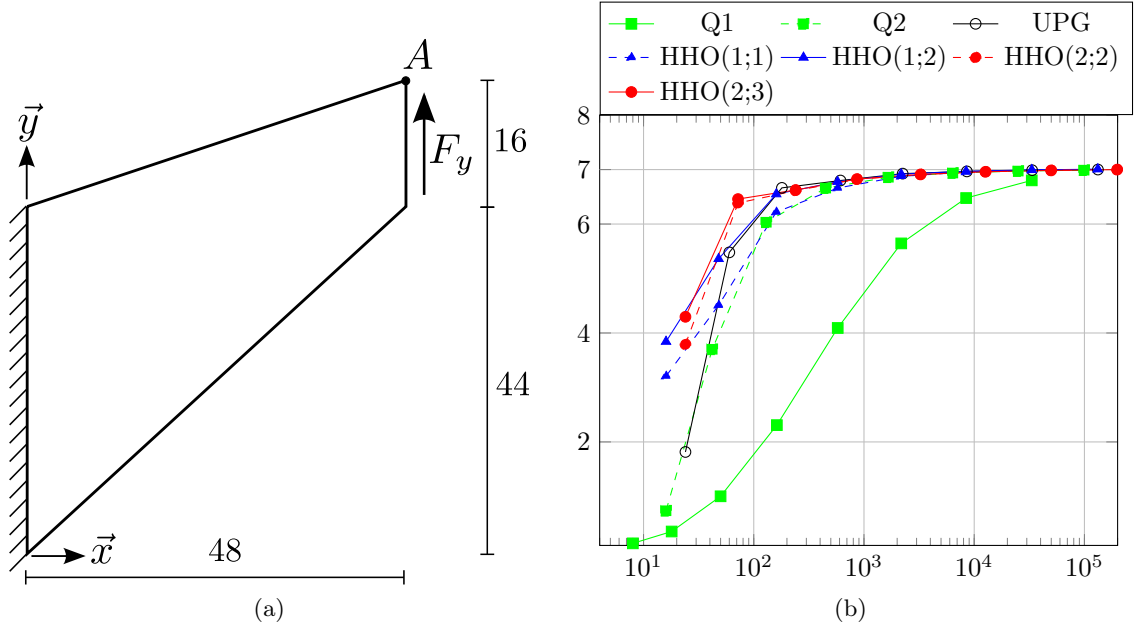 A
y⃗
16
F_y
44
x⃗
48
(a)
Q1 Q2 UPG
HHO(1;1) HHO(1;2) HHO(2;2)
HHO(2;3)
8
7
6
4
2
10^1 10^2 10^3 10^4 10^5
(b)